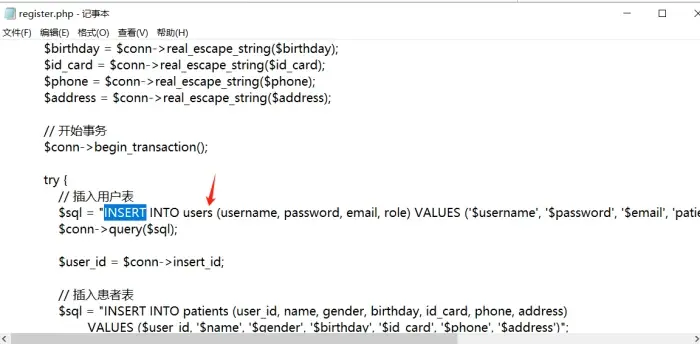 register.php - 记事本
文件(F) 编辑(E) 格式(O) 查看(V) 帮助(H)
$birthday = $conn->real_escape_string($birthday);
$id_card = $conn->real_escape_string($id_card);
$phone = $conn->real_escape_string($phone);
$address = $conn->real_escape_string($address);
// 开始事务
$conn->begin_transaction();
try {
// 插入用户表
$sql = "INSERT INTO users (username, password, email, role) VALUES ('$username', '$password', '$email', 'patie
$conn->query($sql);
$user_id = $conn->insert_id;
// 插入患者表
$sql = "INSERT INTO patients (user_id, name, gender, birthday, id_card, phone, address)
VALUES ($user_id, '$name', '$gender', '$birthday', '$id_card', '$phone', '$address')";